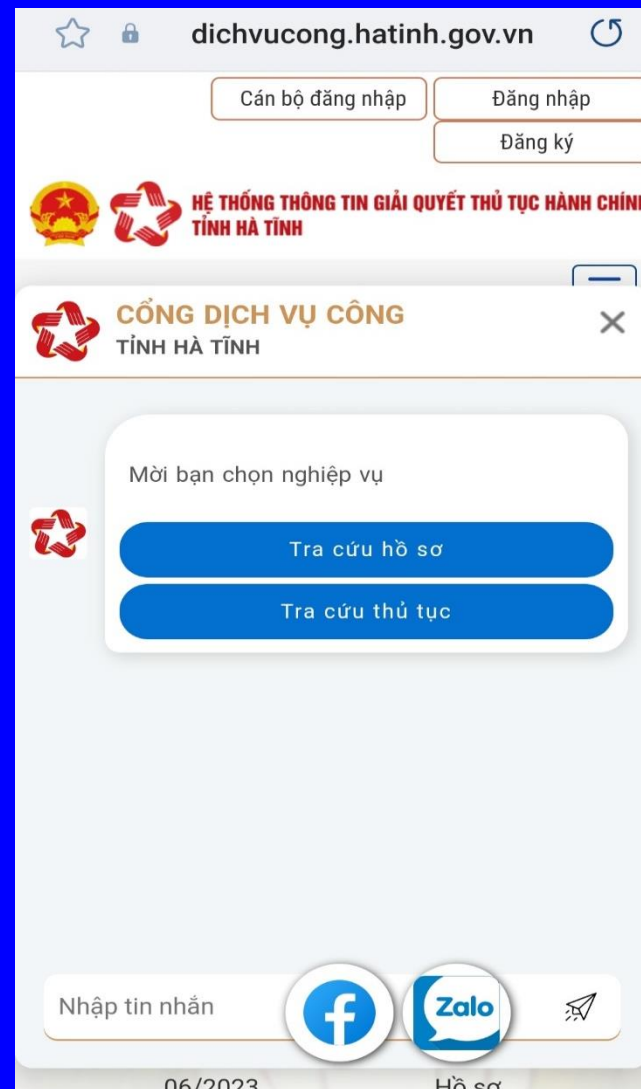 dichvucong.hatinh.gov.vn
Cán bộ đăng nhập
Đăng nhập
Đăng ký
HỆ THỐNG THÔNG TIN GIẢI QUYẾT THỦ TỤC HÀNH CHÍN
TỈNH HÀ TĨNH
CỔNG DỊCH VỤ CÔNG
TỈNH HÀ TĨNH
Mời bạn chọn nghiệp vụ
Tra cứu hồ sơ
Tra cứu thủ tục
Nhập tin nhắn
Zalo
06/2023
Hồ sơ